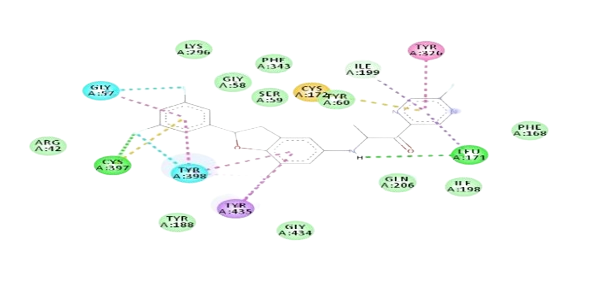 LYS
A:296
PHE
A:343
TYR
A:326
ILE
A:199
GLY
A:57
GLY
A:58
SER
A:59
CYS
A:172
TYR
A:60
PHE
A:168
ARG
A:42
CYS
A:397
TYR
A:398
O
O
N
H
LEU
A:171
GLN
A:206
ILE
A:198
TYR
A:435
TYR
A:188
GLY
A:434